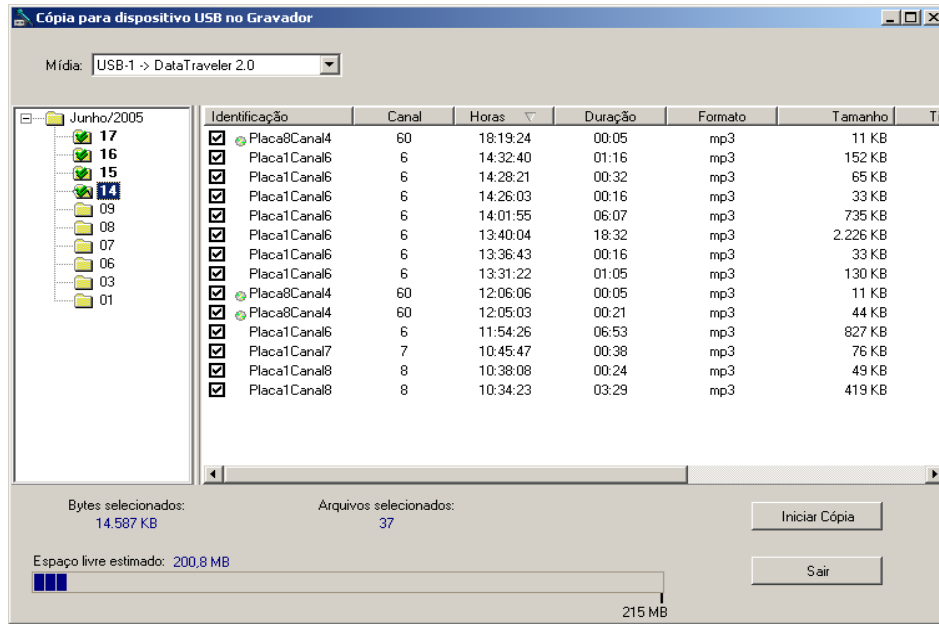 Cópia para dispositivo USB no Gravador
Mídia: USB-1 -> DataTraveler 2.0
Junho/2005
17
16
15
14
09
08
07
06
03
01
Identificação Canal Horas Duração Formato Tamanho
Placa8Canal4 60 18:19:24 00:05 mp3 11 KB
Placa1Canal6 6 14:32:40 01:16 mp3 152 KB
Placa1Canal6 6 14:28:21 00:32 mp3 65 KB
Placa1Canal6 6 14:26:03 00:16 mp3 33 KB
Placa1Canal6 6 14:01:55 06:07 mp3 735 KB
Placa1Canal6 6 13:40:04 18:32 mp3 2.226 KB
Placa1Canal6 6 13:36:43 00:16 mp3 33 KB
Placa1Canal6 6 13:31:22 01:05 mp3 130 KB
Placa8Canal4 60 12:06:06 00:05 mp3 11 KB
Placa8Canal4 60 12:05:03 00:21 mp3 44 KB
Placa1Canal6 6 11:54:26 06:53 mp3 827 KB
Placa1Canal7 7 10:45:47 00:38 mp3 76 KB
Placa1Canal8 8 10:38:08 00:24 mp3 49 KB
Placa1Canal8 8 10:34:23 03:29 mp3 419 KB
Bytes selecionados: Arquivos selecionados:
14.587 KB 37
Iniciar Cópia
Espaço livre estimado: 200,8 MB
Sair
215 MB